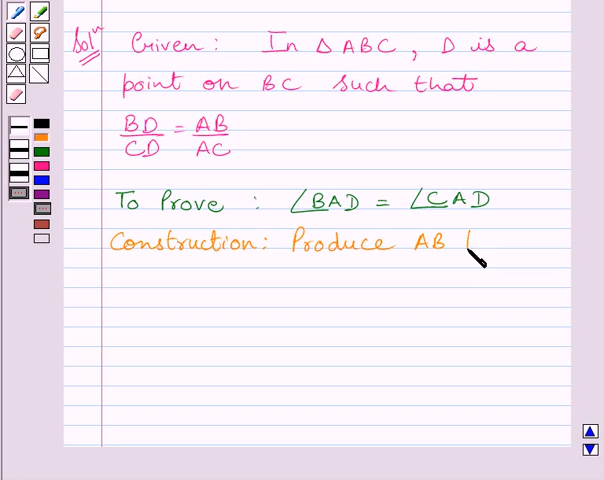 Solⁿ Given: In △ABC, D is a
point on BC such that
BD/CD = AB/AC
To Prove : ∠BAD = ∠CAD
Construction: Produce AB